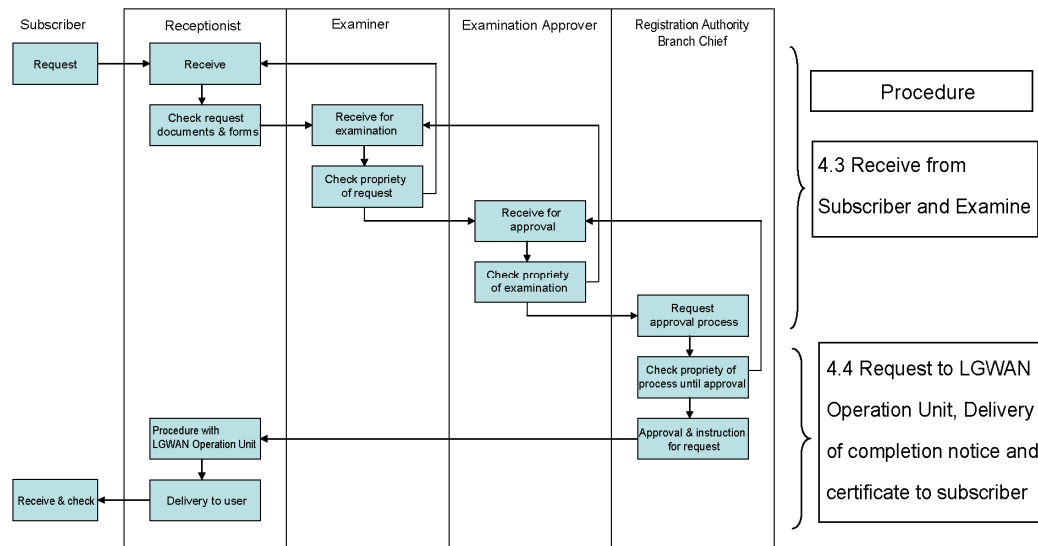 Subscriber
Receptionist
Examiner
Examination Approver
Registration Authority
Branch Chief
Request
Receive
Check request
documents & forms
Receive for
examination
Check propriety
of request
Receive for
approval
Check propriety
of examination
Request
approval process
Check propriety of
process until approval
Approval & instruction
for request
Procedure with
LGWAN Operation Unit
Delivery to user
Receive & check
Procedure
4.3 Receive from
Subscriber and Examine
4.4 Request to LGWAN
Operation Unit, Delivery
of completion notice and
certificate to subscriber